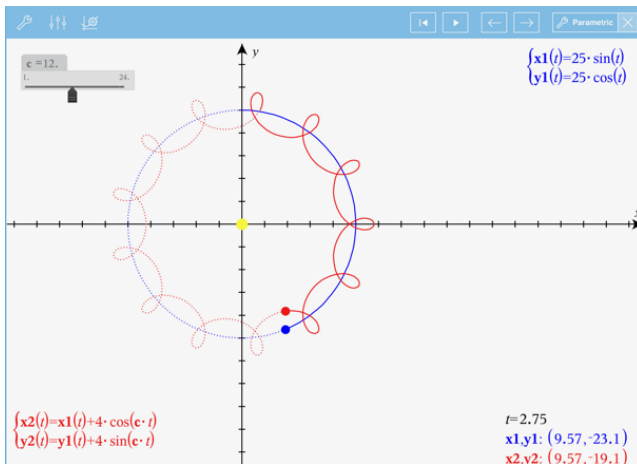 Parametric
c =12.
1. 24.
y
x1(t)=25·sin(t)
y1(t)=25·cos(t)
x
x2(t)=x1(t)+4·cos(c·t)
y2(t)=y1(t)+4·sin(c·t)
t=2.75
x1,y1: (9.57,-23.1)
x2,y2: (9.57,-19.1)